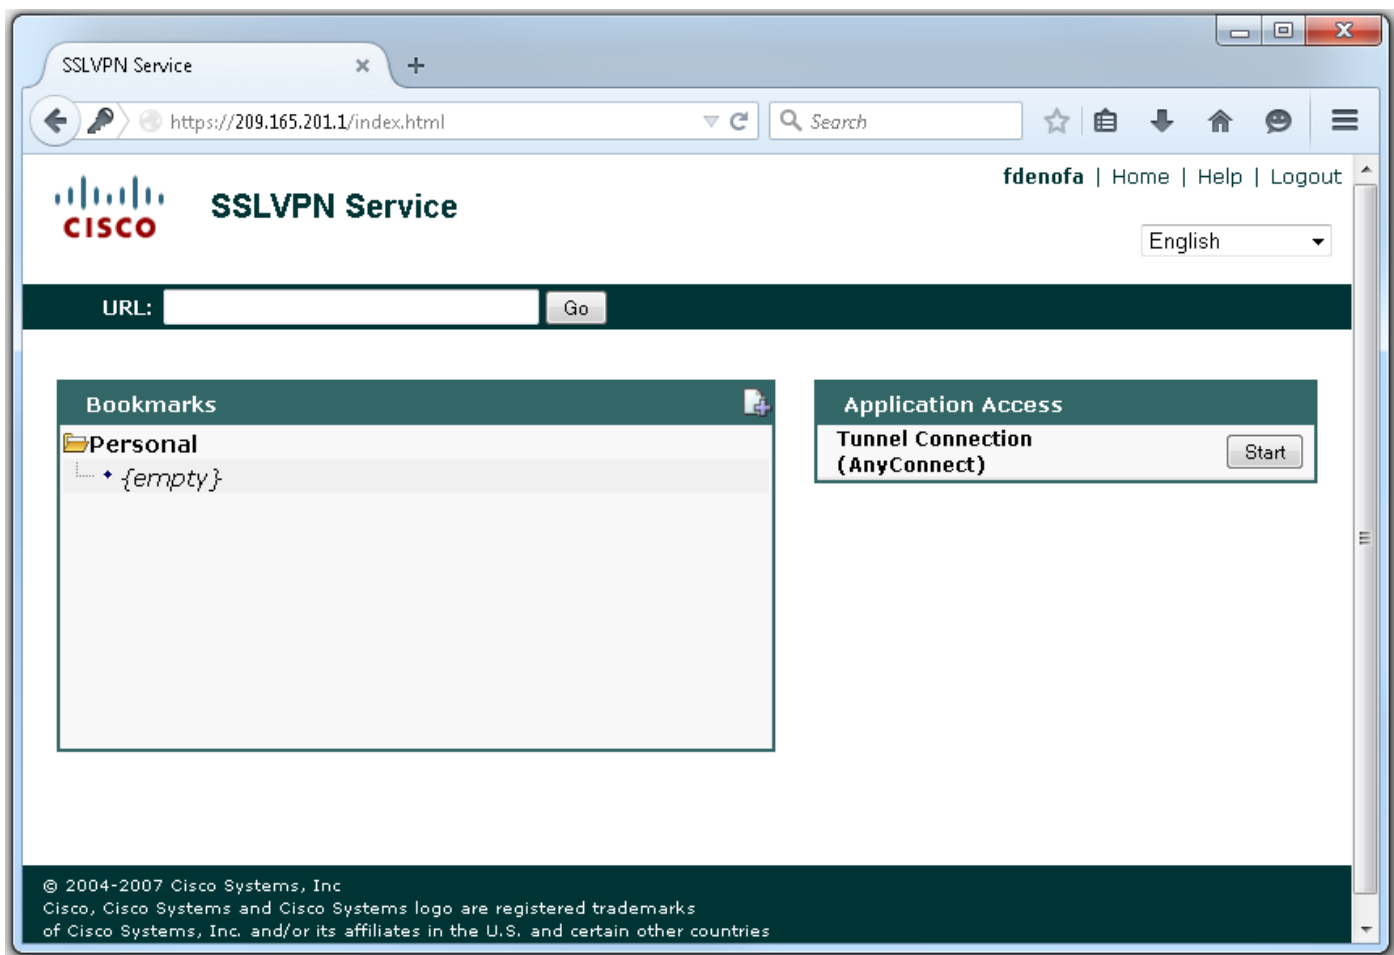 SSLVPN Service
https://209.165.201.1/index.html
Search
fdenofa | Home | Help | Logout
CISCO
SSLVPN Service
English
URL:
Go
Bookmarks
Personal
{empty}
Application Access
Tunnel Connection
(AnyConnect)
Start
© 2004-2007 Cisco Systems, Inc
Cisco, Cisco Systems and Cisco Systems logo are registered trademarks
of Cisco Systems, Inc. and/or its affiliates in the U.S. and certain other countries